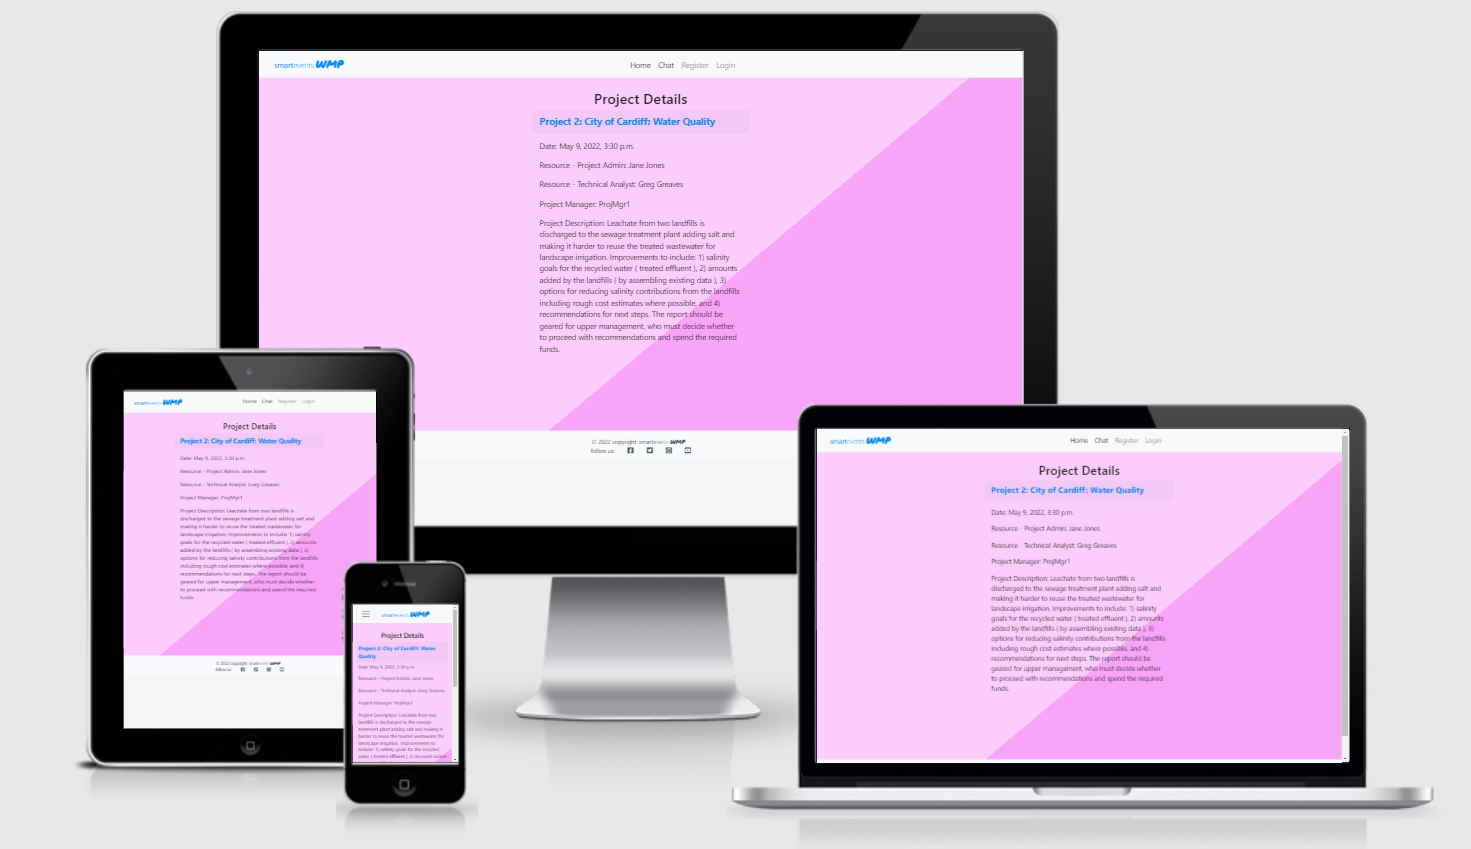 smartevents WMP
Home Chat Register Login
Project Details
Project 2: City of Cardiff: Water Quality
Date: May 9, 2022, 3:30 p.m.
Resource - Project Admin: Jane Jones
Resource - Technical Analyst: Greg Greaves
Project Manager: ProjMgr1
Project Description: Leachate from two landfills is
discharged to the sewage treatment plant adding salt and
making it harder to reuse the treated wastewater for
landscape irrigation. Improvements to include: 1) salinity
goals for the recycled water ( treated effluent ), 2) amounts
added by the landfills ( by assembling existing data ), 3)
options for reducing salinity contributions from the landfills
including rough cost estimates where possible, and 4)
recommendations for next steps. The report should be
geared for upper management, who must decide whether
to proceed with recommendations and spend the required
funds.
© 2022 copyright: smartevents WMP
follow us
smartevents WMP
Home Chat Register Login
Project Details
Project 2: City of Cardiff: Water Quality
Date: May 9, 2022, 3:30 p.m.
Resource - Project Admin: Jane Jones
Resource - Technical Analyst: Greg Greaves
Project Manager: ProjMgr1
Project Description: Leachate from two landfills is
discharged to the sewage treatment plant adding salt and
making it harder to reuse the treated wastewater for
landscape irrigation. Improvements to include: 1) salinity
goals for the recycled water ( treated effluent ), 2) amounts
added by the landfills ( by assembling existing data ), 3)
options for reducing salinity contributions from the landfills
including rough cost estimates where possible, and 4)
recommendations for next steps. The report should be
geared for upper management, who must decide whether
to proceed with recommendations and spend the required
funds.
© 2022 copyright: smartevents WMP
follow us
smartevents WMP
Project Details
Project 2: City of Cardiff: Water
Quality
Date: May 9, 2022, 3:30 p.m.
Resource - Project Admin: Jane Jones
Resource - Technical Analyst: Greg Greaves
Project Manager: ProjMgr1
Project Description: Leachate from two
landfills is discharged to the sewage
treatment plant adding salt and making it
harder to reuse the treated wastewater for
landscape irrigation. Improvements to
include: 1) salinity goals for the recycled
water ( treated effluent ), 2) amounts added
smartevents WMP
Home Chat Register Login
Project Details
Project 2: City of Cardiff: Water Quality
Date: May 9, 2022, 3:30 p.m.
Resource - Project Admin: Jane Jones
Resource - Technical Analyst: Greg Greaves
Project Manager: ProjMgr1
Project Description: Leachate from two landfills is
discharged to the sewage treatment plant adding salt and
making it harder to reuse the treated wastewater for
landscape irrigation. Improvements to include: 1) salinity
goals for the recycled water ( treated effluent ), 2) amounts
added by the landfills ( by assembling existing data ), 3)
options for reducing salinity contributions from the landfills
including rough cost estimates where possible, and 4)
recommendations for next steps. The report should be
geared for upper management, who must decide whether
to proceed with recommendations and spend the required
funds.